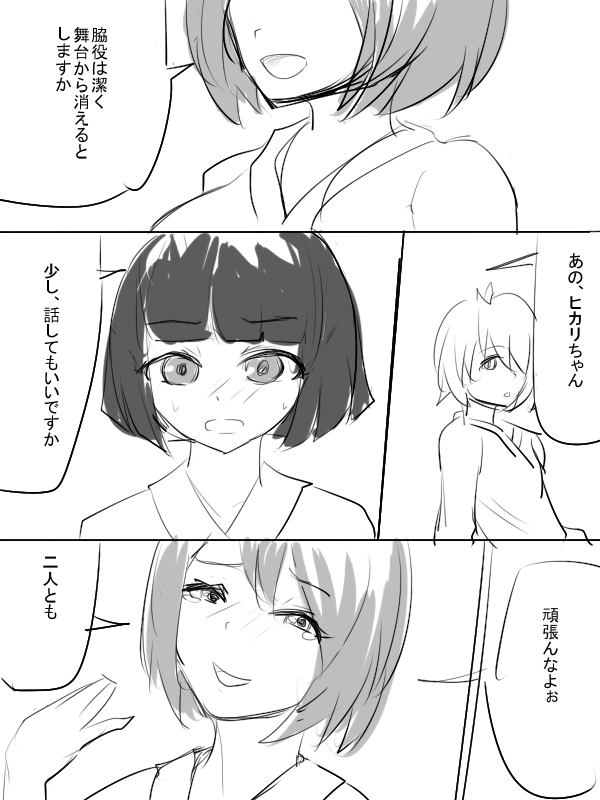 脇役は潔く
舞台から消えると
しますか
あの、ヒカリちゃん
少し、話してもいいですか
頑張んなよぉ
二人とも